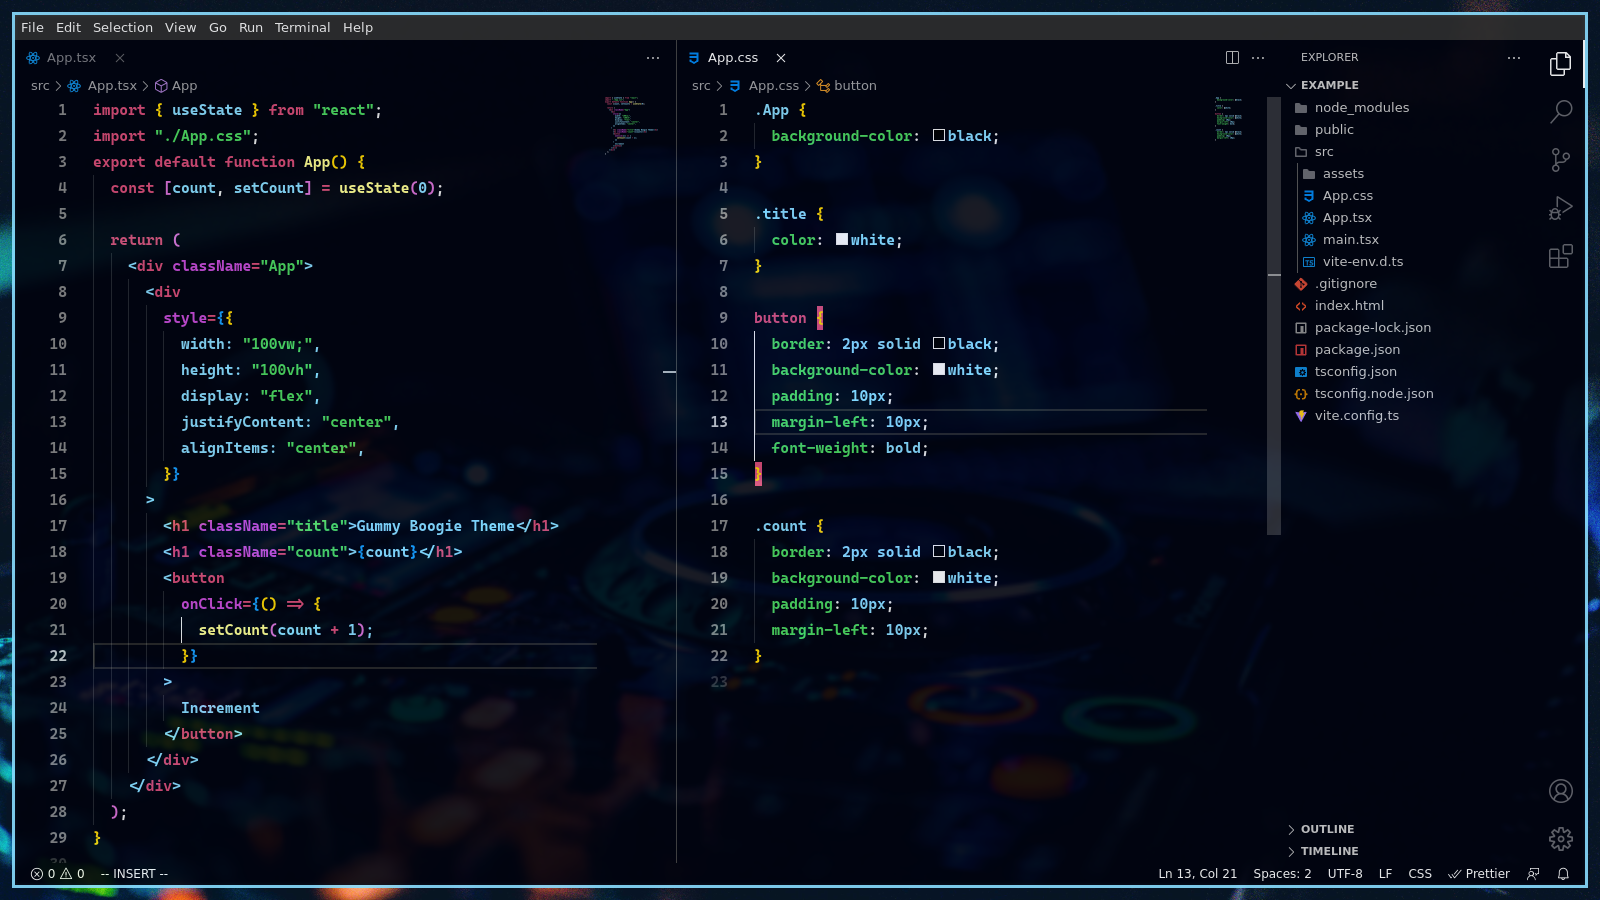 File Edit Selection View Go Run Terminal Help
App.tsx
src > App.tsx > App
1 import { useState } from "react";
2 import "./App.css";
3 export default function App() {
4 const [count, setCount] = useState(0);
5
6 return (
7 <div className="App">
8 <div
9 style={{
10 width: "100vw;",
11 height: "100vh",
12 display: "flex",
13 justifyContent: "center",
14 alignItems: "center",
15 }}
16 >
17 <h1 className="title">Gummy Boogie Theme</h1>
18 <h1 className="count">{count}</h1>
19 <button
20 onClick={() => {
21 setCount(count + 1);
22 }}
23 >
24 Increment
25 </button>
26 </div>
27 </div>
28 );
29 }
30
App.css
src > App.css > button
1 .App {
2 background-color: black;
3 }
4
5 .title {
6 color: white;
7 }
8
9 button {
10 border: 2px solid black;
11 background-color: white;
12 padding: 10px;
13 margin-left: 10px;
14 font-weight: bold;
15 }
16
17 .count {
18 border: 2px solid black;
19 background-color: white;
20 padding: 10px;
21 margin-left: 10px;
22 }
23
EXPLORER
EXAMPLE
node_modules
public
src
assets
App.css
App.tsx
main.tsx
TS vite-env.d.ts
.gitignore
index.html
package-lock.json
package.json
tsconfig.json
tsconfig.node.json
vite.config.ts
OUTLINE
TIMELINE
0 0 -- INSERT --
Ln 13, Col 21 Spaces: 2 UTF-8 LF CSS Prettier